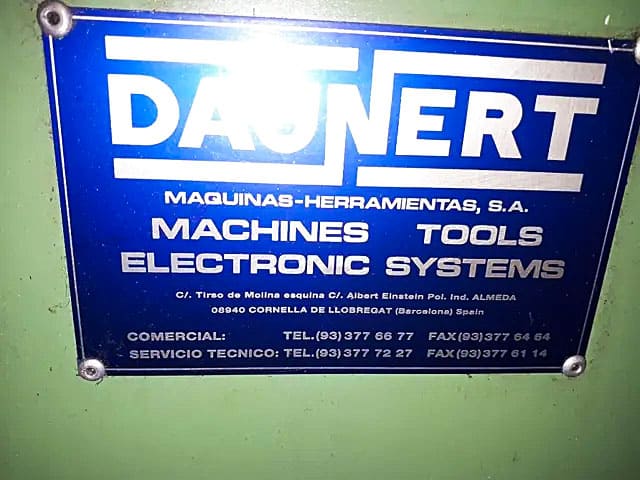 DAUNERT
MAQUINAS-HERRAMIENTAS, S.A.
MACHINES TOOLS
ELECTRONIC SYSTEMS
C/. Tirso de Molina esquina C/. Albert Einstein Pol. Ind. ALMEDA
08940 CORNELLA DE LLOBREGAT (Barcelona) Spain
COMERCIAL: TEL.(93) 377 66 77 FAX (93) 377 64 64
SERVICIO TECNICO: TEL.(93) 377 72 27 FAX (93) 377 61 14